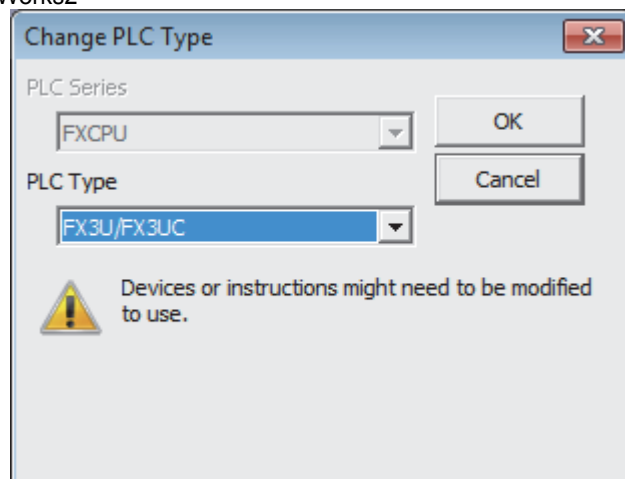 Works2
Change PLC Type
PLC Series
FXCPU
OK
PLC Type
Cancel
FX3U/FX3UC
Devices or instructions might need to be modified
to use.